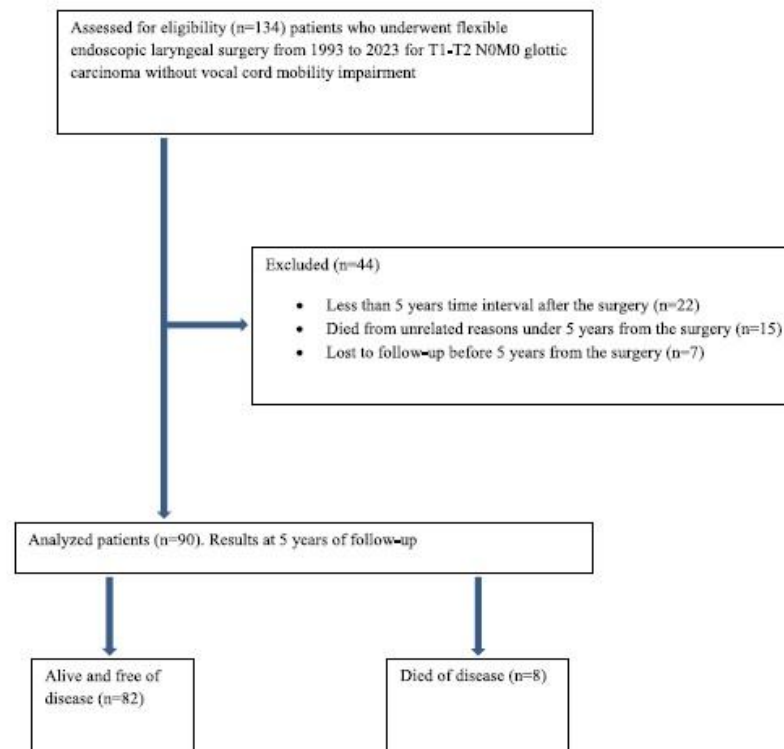 Assessed for eligibility (n=134) patients who underwent flexible
endoscopic laryngeal surgery from 1993 to 2023 for T1-T2 N0M0 glottic
carcinoma without vocal cord mobility impairment
Excluded (n=44)
• Less than 5 years time interval after the surgery (n=22)
• Died from unrelated reasons under 5 years from the surgery (n=15)
• Lost to follow-up before 5 years from the surgery (n=7)
Analyzed patients (n=90). Results at 5 years of follow-up
Alive and free of
disease (n=82)
Died of disease (n=8)